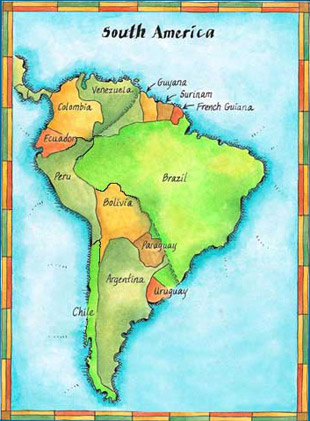 South America
Guyana
Venezuela
Surinam
Colombia
French Guiana
Ecuador
Peru
Brazil
Bolivia
Paraguay
Argentina
Uruguay
Chile